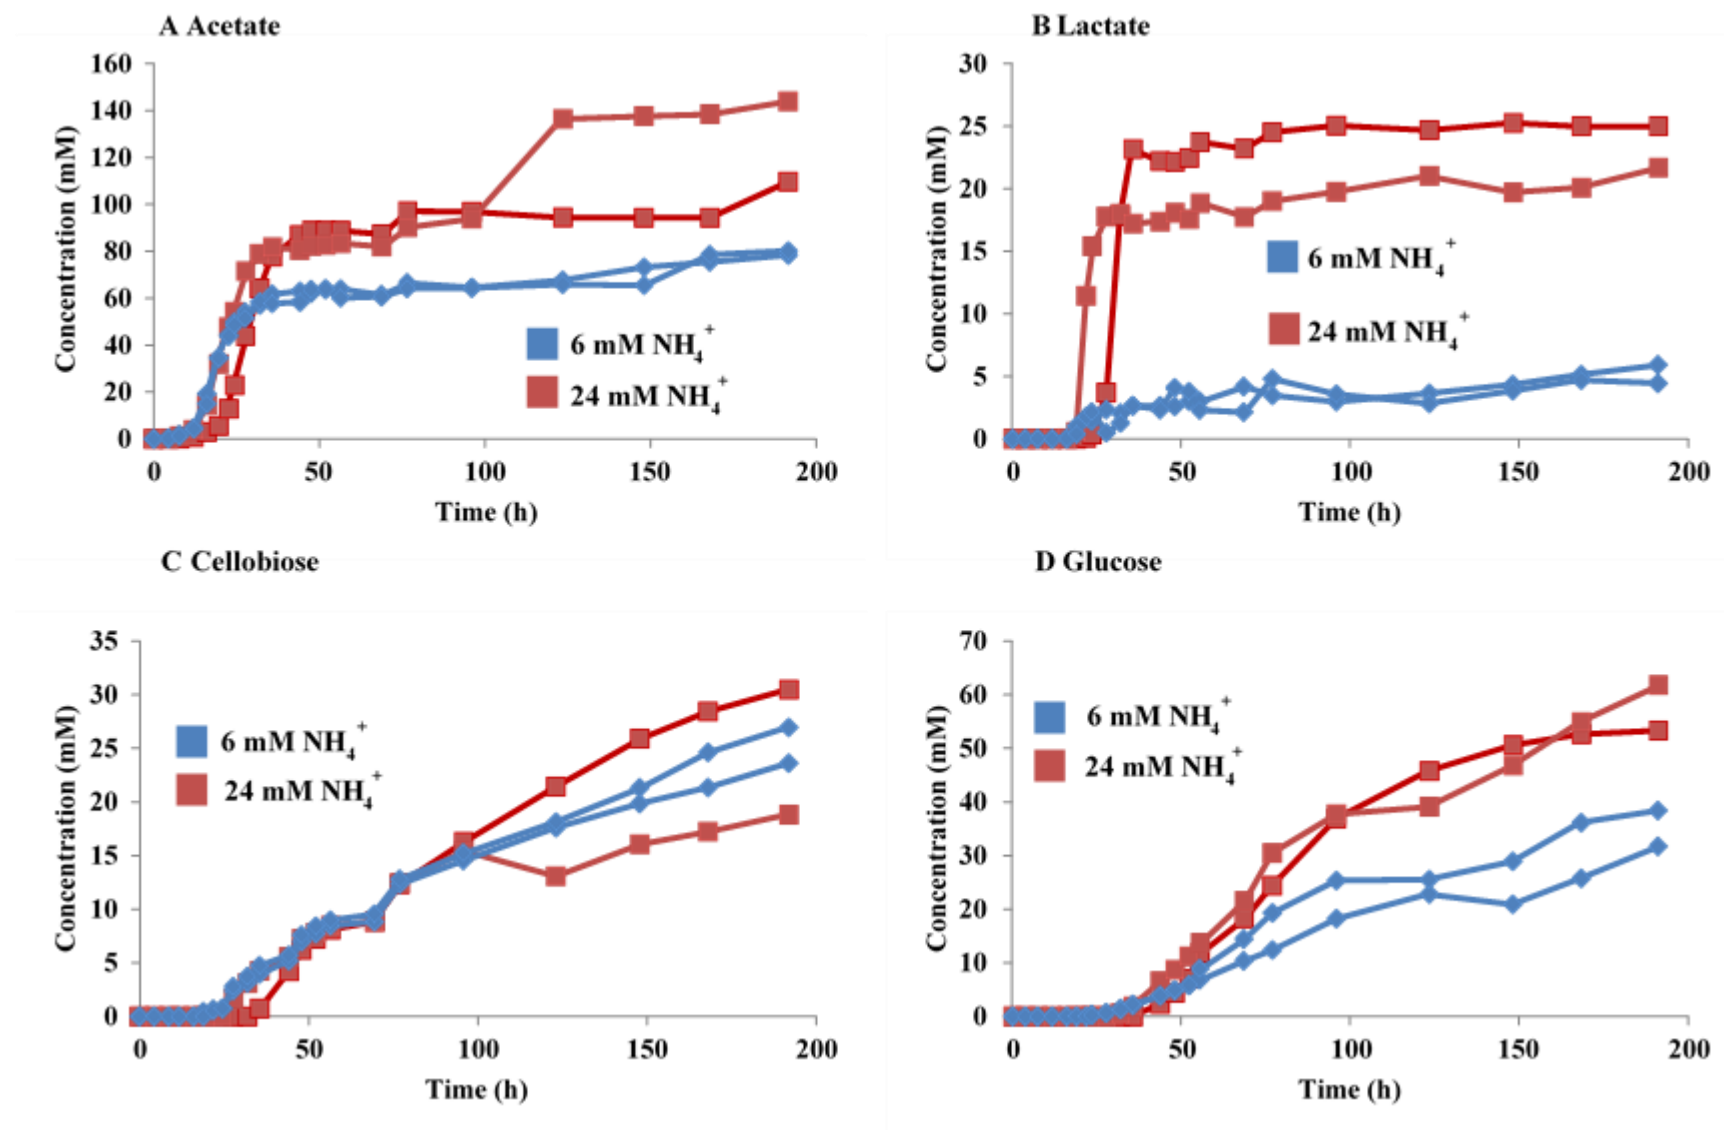 A Acetate
160
140
120
100
80
60
40
20
0
0 50 100 150 200
Concentration (mM)
Time (h)
6 mM NH₄⁺
24 mM NH₄⁺
B Lactate
30
25
20
15
10
5
0
0 50 100 150 200
Concentration (mM)
Time (h)
6 mM NH₄⁺
24 mM NH₄⁺
C Cellobiose
35
30
25
20
15
10
5
0
0 50 100 150 200
Concentration (mM)
Time (h)
6 mM NH₄⁺
24 mM NH₄⁺
D Glucose
70
60
50
40
30
20
10
0
0 50 100 150 200
Concentration (mM)
Time (h)
6 mM NH₄⁺
24 mM NH₄⁺